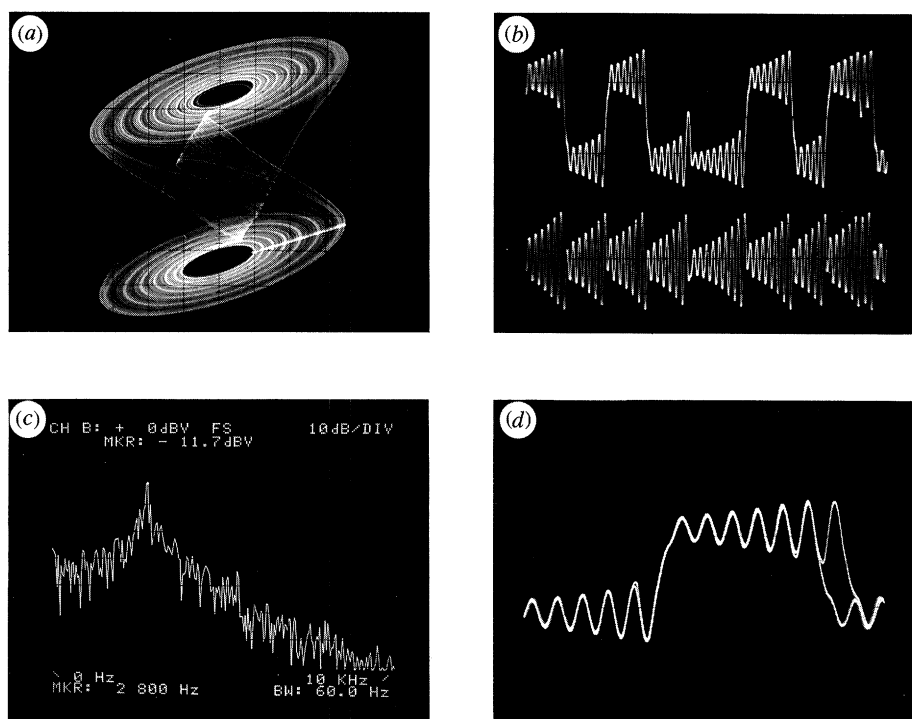 (a)
(b)
(c)
CH B: + 0dBV FS 10dB/DIV
MKR: - 11.7dBV
0 Hz 10 KHz
MKR: 2 800 Hz BW: 60.0 Hz
(d)